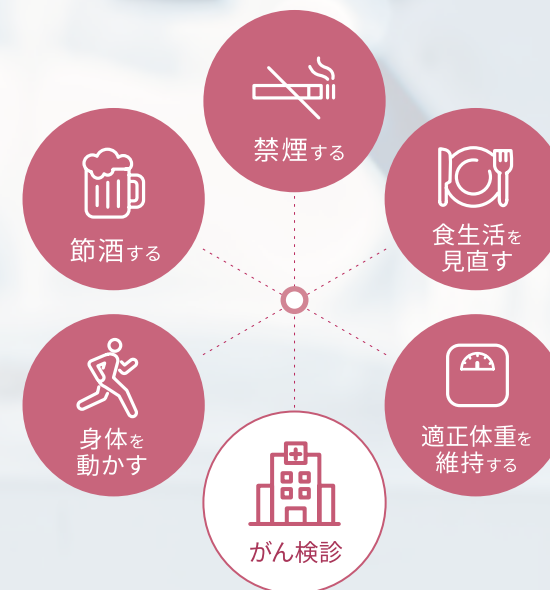 禁煙する
節酒する
食生活を
見直す
身体を
動かす
適正体重を
維持する
がん検診